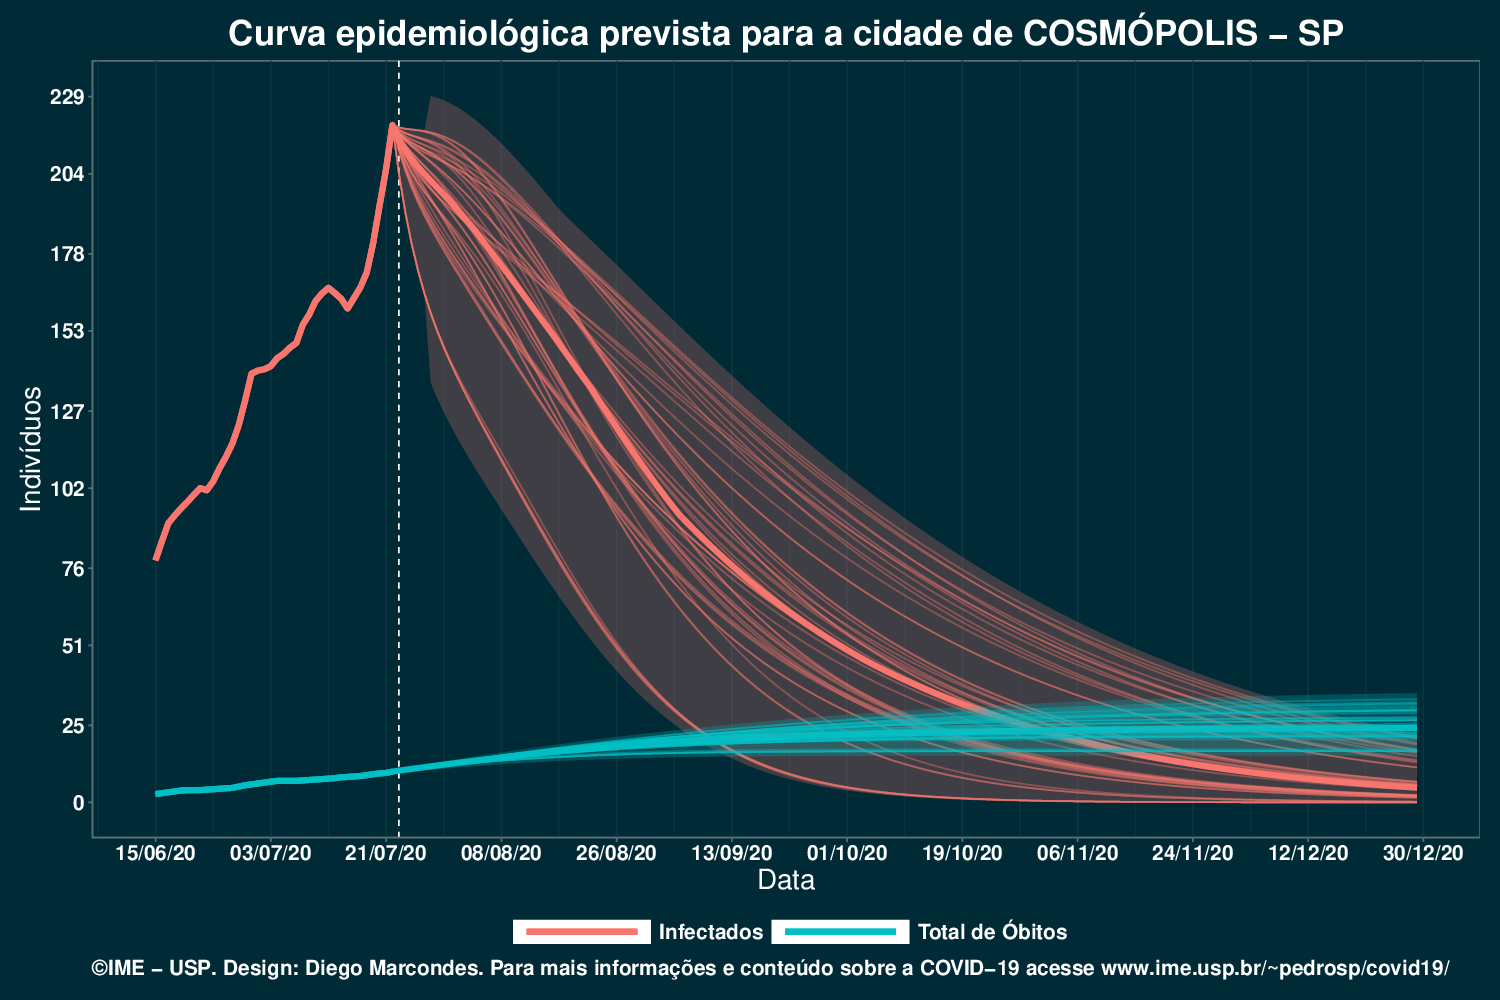 Curva epidemiológica prevista para a cidade de COSMÓPOLIS – SP
229
204
178
153
127
102
76
51
25
0
Indivíduos
15/06/20 03/07/20 21/07/20 08/08/20 26/08/20 13/09/20 01/10/20 19/10/20 06/11/20 24/11/20 12/12/20 30/12/20
Data
Infectados Total de Óbitos
©IME – USP. Design: Diego Marcondes. Para mais informações e conteúdo sobre a COVID–19 acesse www.ime.usp.br/~pedrosp/covid19/